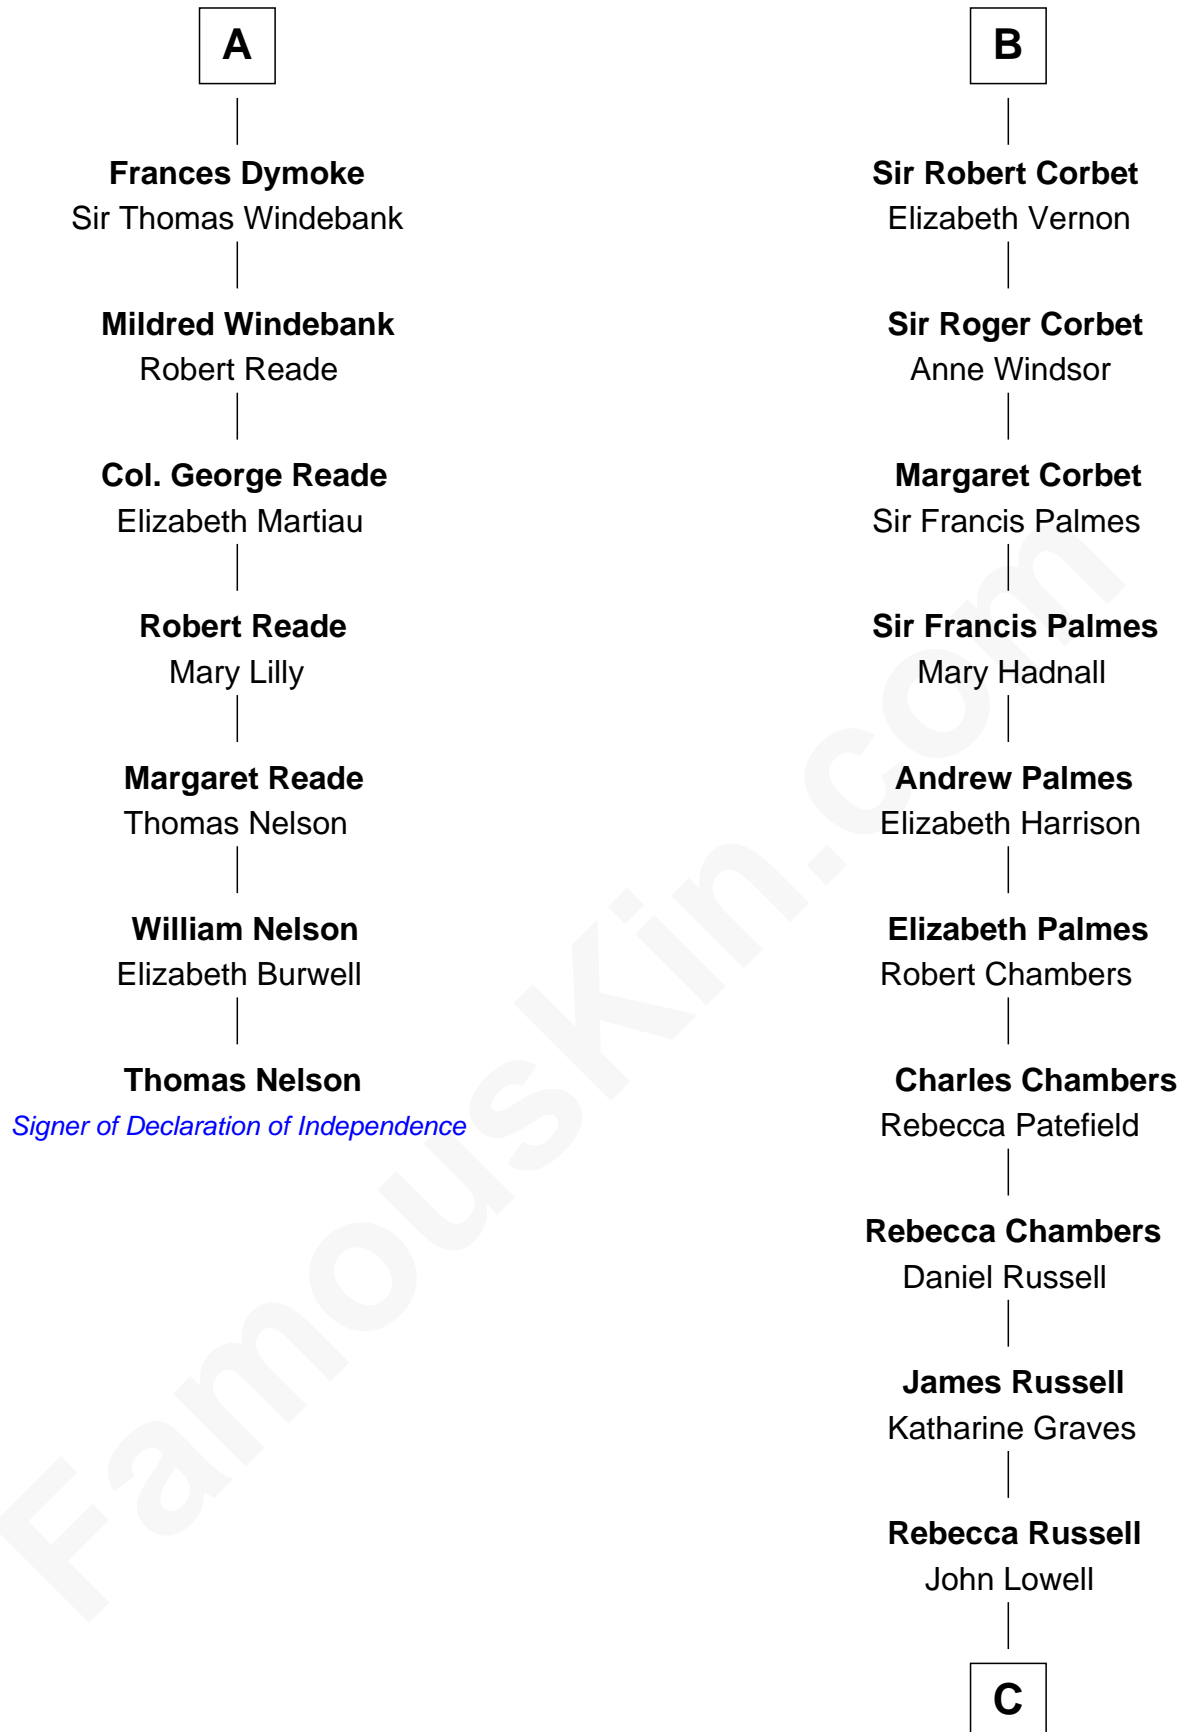 A
Frances Dymoke
Sir Thomas Windebank
Mildred Windebank
Robert Reade
Col. George Reade
Elizabeth Martiau
Robert Reade
Mary Lilly
Margaret Reade
Thomas Nelson
William Nelson
Elizabeth Burwell
Thomas Nelson
Signer of Declaration of Independence
B
Sir Robert Corbet
Elizabeth Vernon
Sir Roger Corbet
Anne Windsor
Margaret Corbet
Sir Francis Palmes
Sir Francis Palmes
Mary Hadnall
Andrew Palmes
Elizabeth Harrison
Elizabeth Palmes
Robert Chambers
Charles Chambers
Rebecca Patefield
Rebecca Chambers
Daniel Russell
James Russell
Katharine Graves
Rebecca Russell
John Lowell
C
FamousKin.com